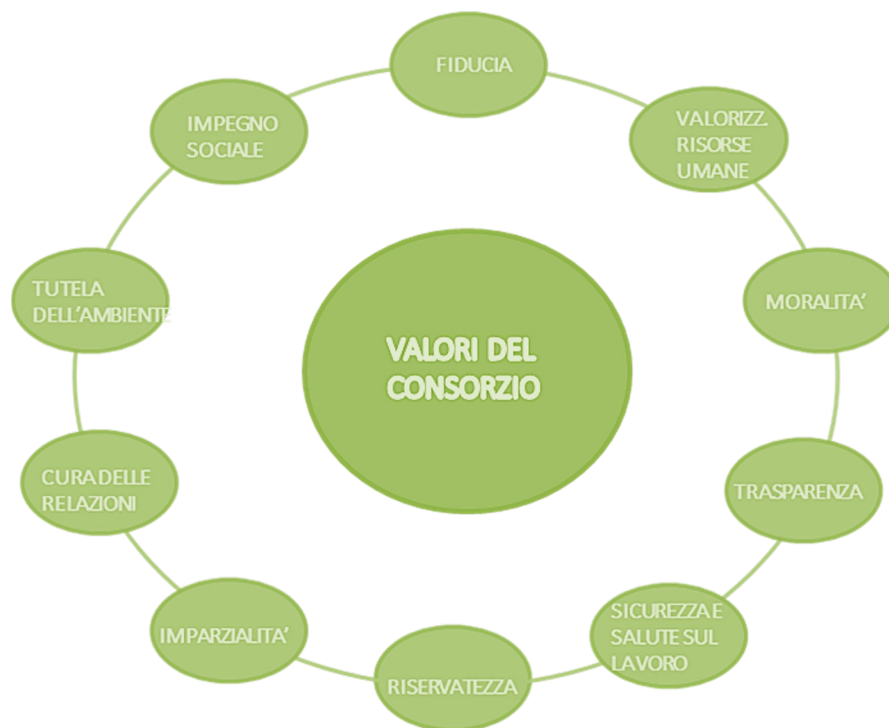 FIDUCIA
VALORIZZ.
RISORSE
UMANE
MORALITA’
TRASPARENZA
SICUREZZA E
SALUTE SUL
LAVORO
RISERVATEZZA
IMPARZIALITA’
CURA DELLE
RELAZIONI
TUTELA
DELL’AMBIENTE
IMPEGNO
SOCIALE
VALORI DEL
CONSORZIO